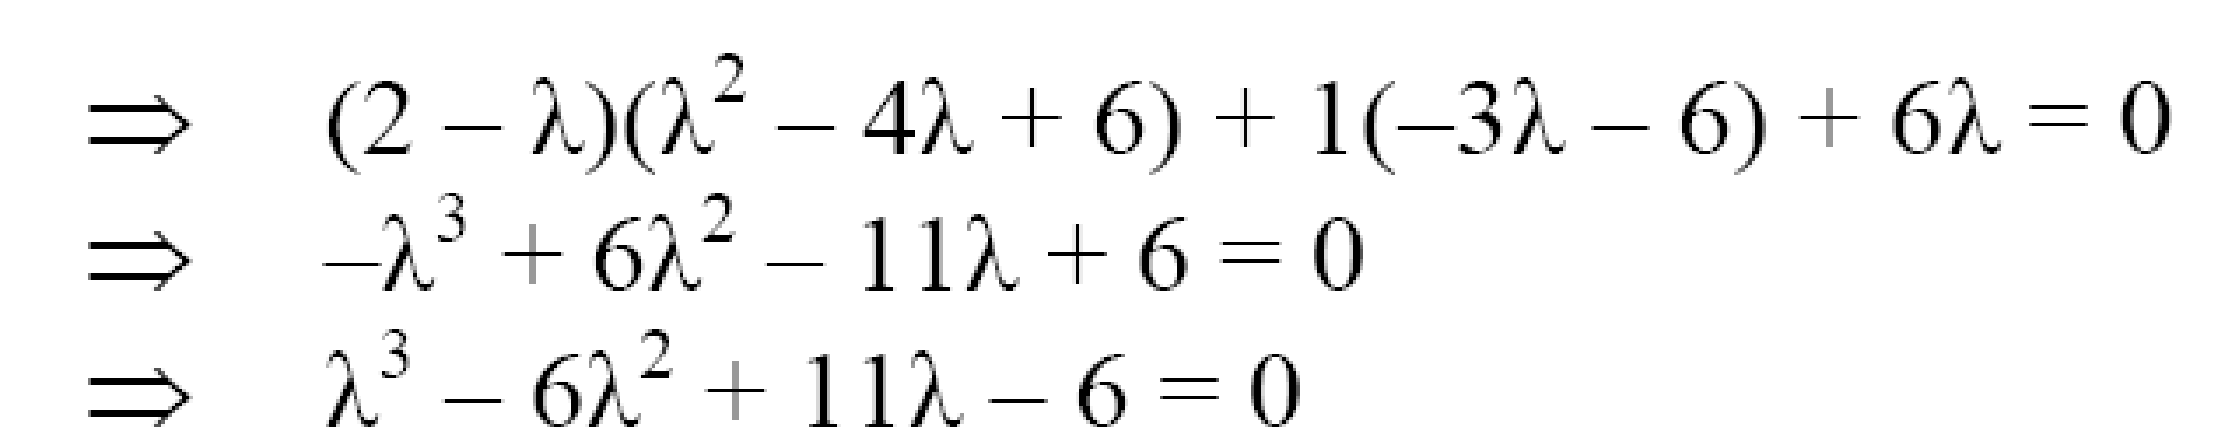 ⇒ (2 – λ)(λ² – 4λ + 6) + 1(–3λ – 6) + 6λ = 0
⇒ –λ³ + 6λ² – 11λ + 6 = 0
⇒ λ³ – 6λ² + 11λ – 6 = 0